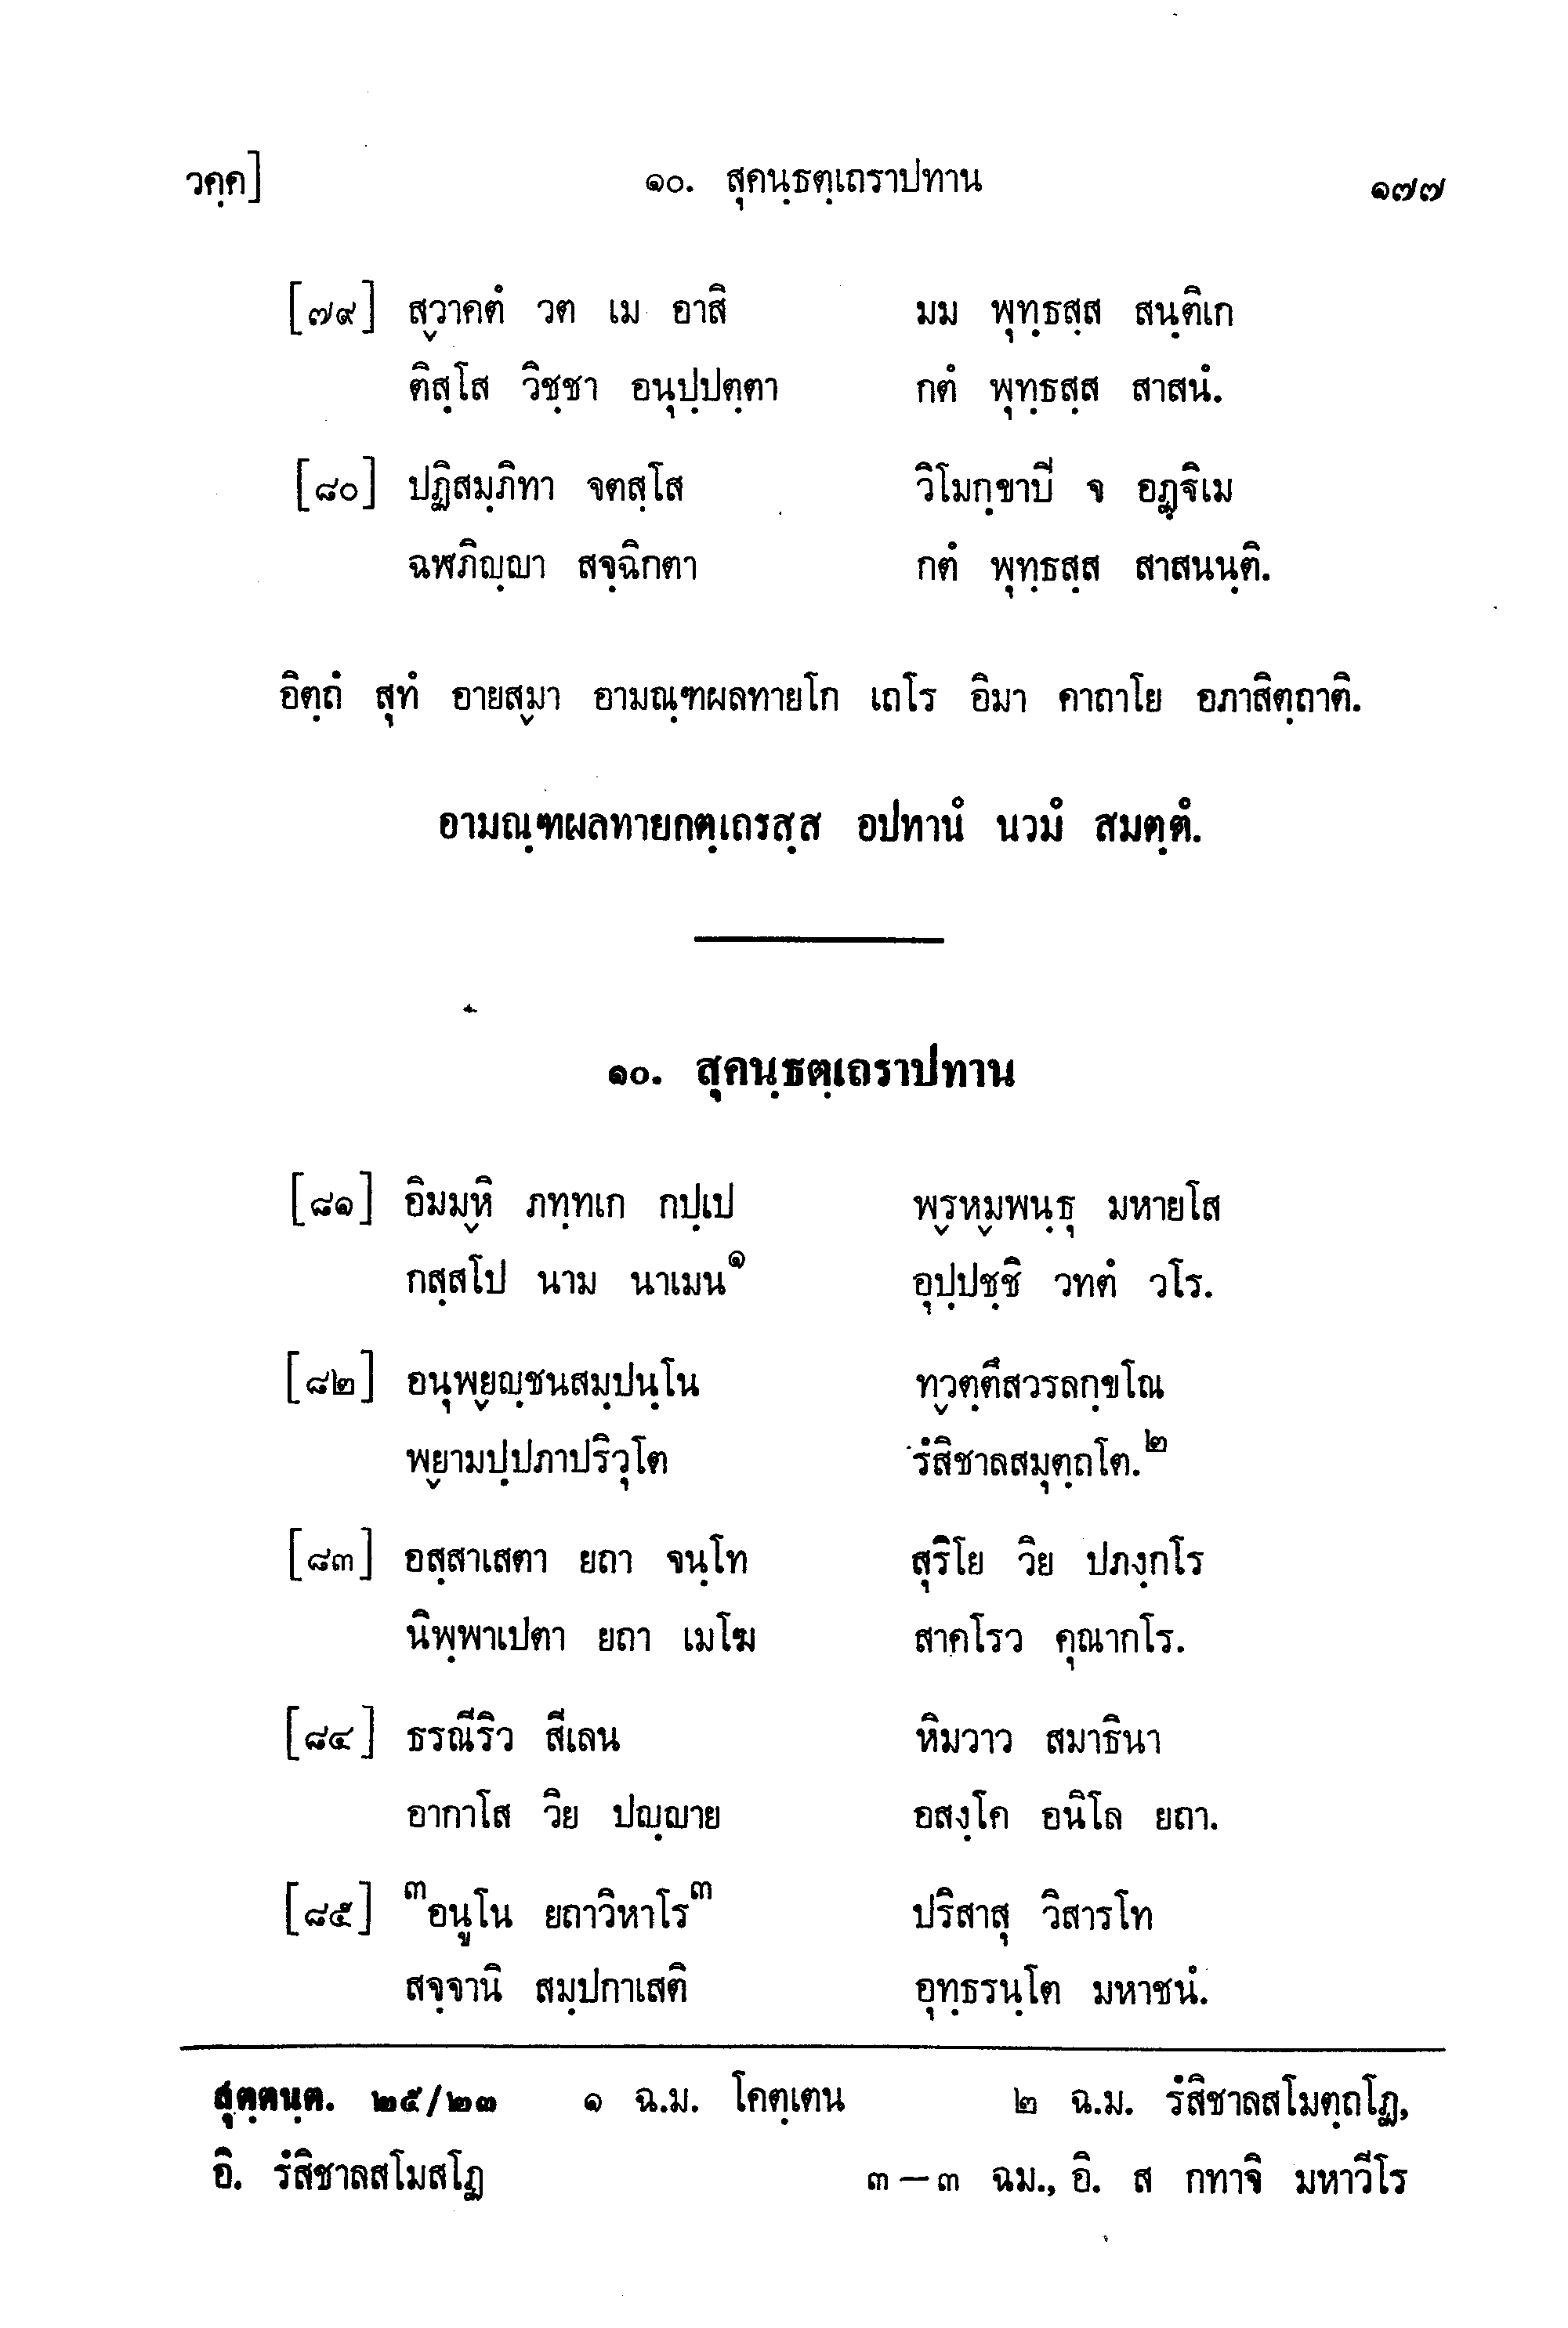 วคฺค] ๑๐. สุคนฺธตฺเถราปทาน ๑๗๗
[๗๙] สฺวาคตํ วต เม อาสิ มม พุทฺธสฺส สนฺติเก
ติสฺโส วิชฺชา อนุปฺปตฺตา กตํ พุทฺธสฺส สาสนํ.
[๘๐] ปฏิสมฺภิทา จตสฺโส วิโมกฺขาปิ จ อฏฺฐิเม
ฉฬภิญฺญา สจฺฉิกตา กตํ พุทฺธสฺส สาสนนฺติ.
อิตฺถํ สุทํ อายสฺมา อามณฺฑผลทายโก เถโร อิมา คาถาโย อภาสิตฺถาติ.
อามณฺฑผลทายกตฺเถรสฺส อปทานํ นวมํ สมตฺตํ.
๑๐. สุคนฺธตฺเถราปทาน
[๘๑] อิมมฺหิ ภทฺทเก กปฺเป พฺรหฺมพนฺธุ มหายโส
กสฺสโป นาม นาเมน๑ อุปฺปชฺชิ วทตํ วโร.
[๘๒] อนุพฺยญฺชนสมฺปนฺโน ทฺวตฺตึสวรลกฺขโณ
พฺยามปฺปภาปริวุโต รํสิชาลสมุตฺถโต.๒
[๘๓] อสฺสาเสตา ยถา จนฺโท สุริโย วิย ปภงฺกโร
นิพฺพาเปตา ยถา เมโฆ สาคโรว คุณากโร.
[๘๔] ธรณีริว สีเลน หิมวาว สมาธินา
อากาโส วิย ปญฺญาย อสงฺโค อนิโล ยถา.
[๘๕] ๓อนูโน ยถาวิหาโร๓ ปริสาสุ วิสารโท
สจฺจานิ สมฺปกาเสติ อุทฺธรนฺโต มหาชนํ.
สุตฺตนฺต. ๒๕/๒๓ ๑ ฉ.ม. โคตฺเตน ๒ ฉ.ม. รํสิชาลสโมตฺถโฏ,
อิ. รํสิชาลสโมสโฏ ๓–๓ ฉม., อิ. ส กทาจิ มหาวีโร